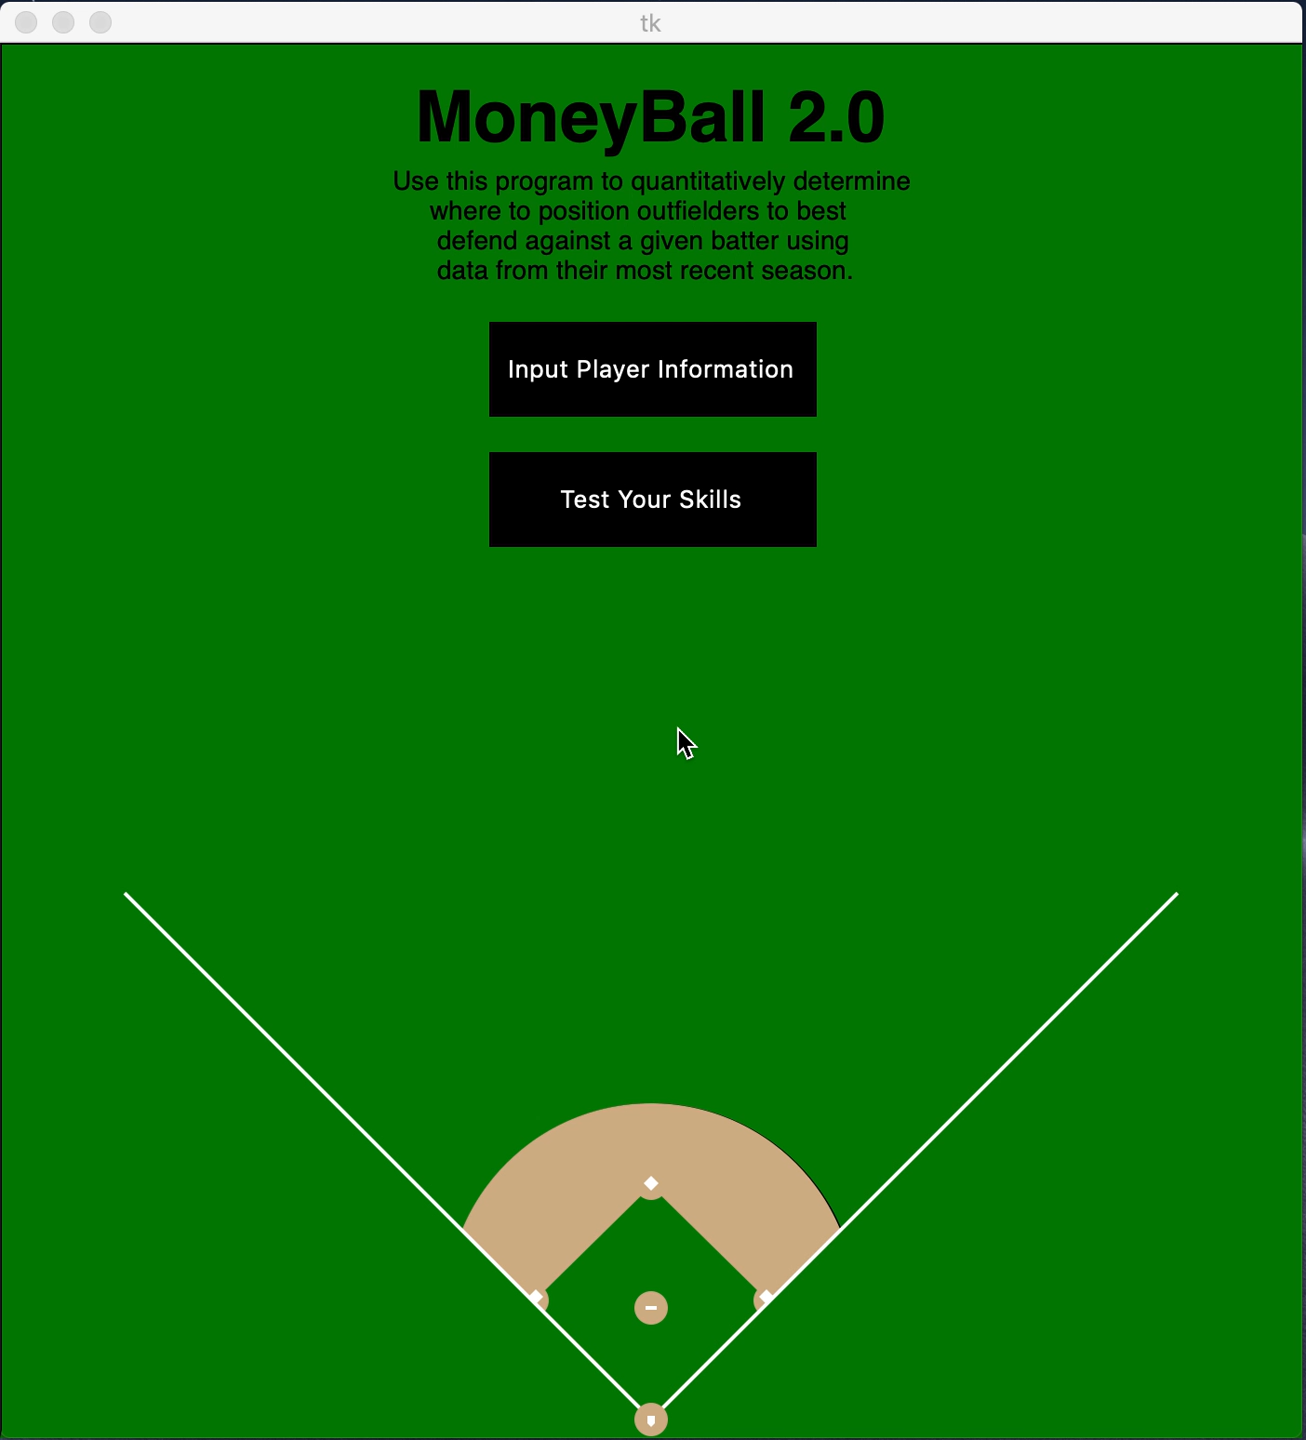 tk
MoneyBall 2.0
Use this program to quantitatively determine
where to position outfielders to best
defend against a given batter using
data from their most recent season.
Input Player Information
Test Your Skills